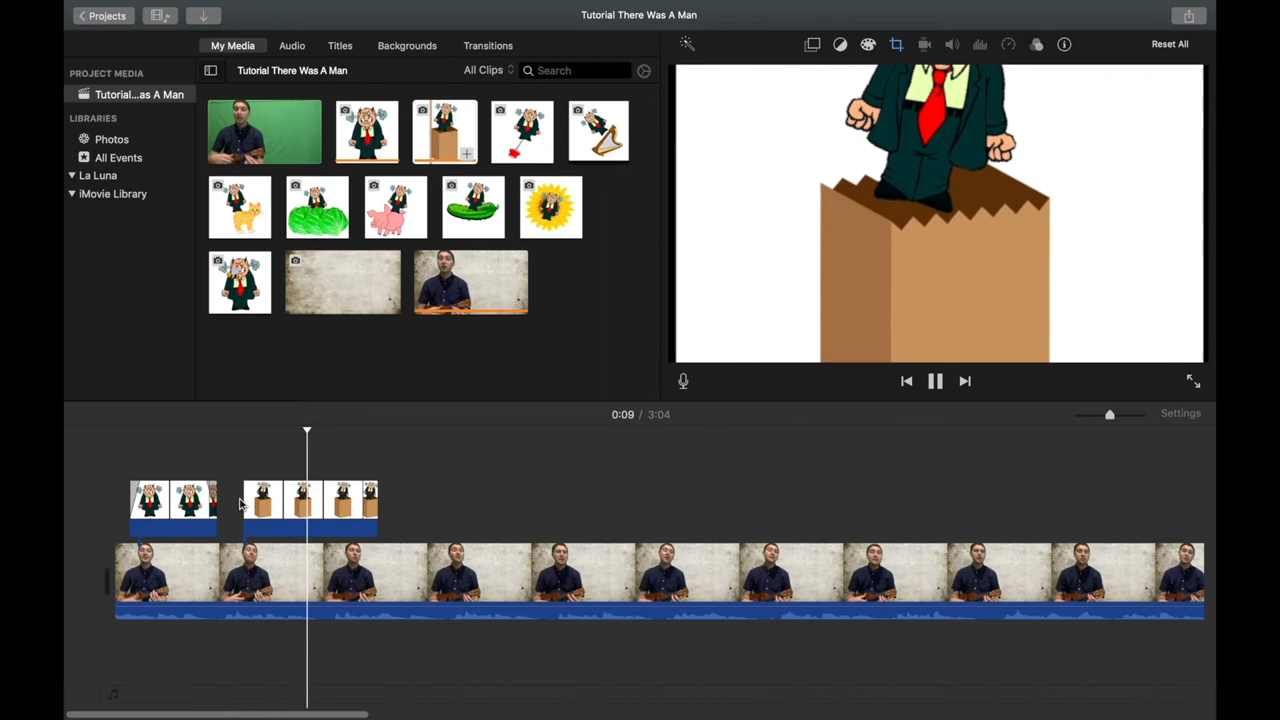 Projects
Tutorial There Was A Man
My Media
Audio
Titles
Backgrounds
Transitions
Reset All
PROJECT MEDIA
Tutorial...as A Man
LIBRARIES
Photos
All Events
La Luna
iMovie Library
Tutorial There Was A Man
All Clips
Search
0:09 / 3:04
Settings